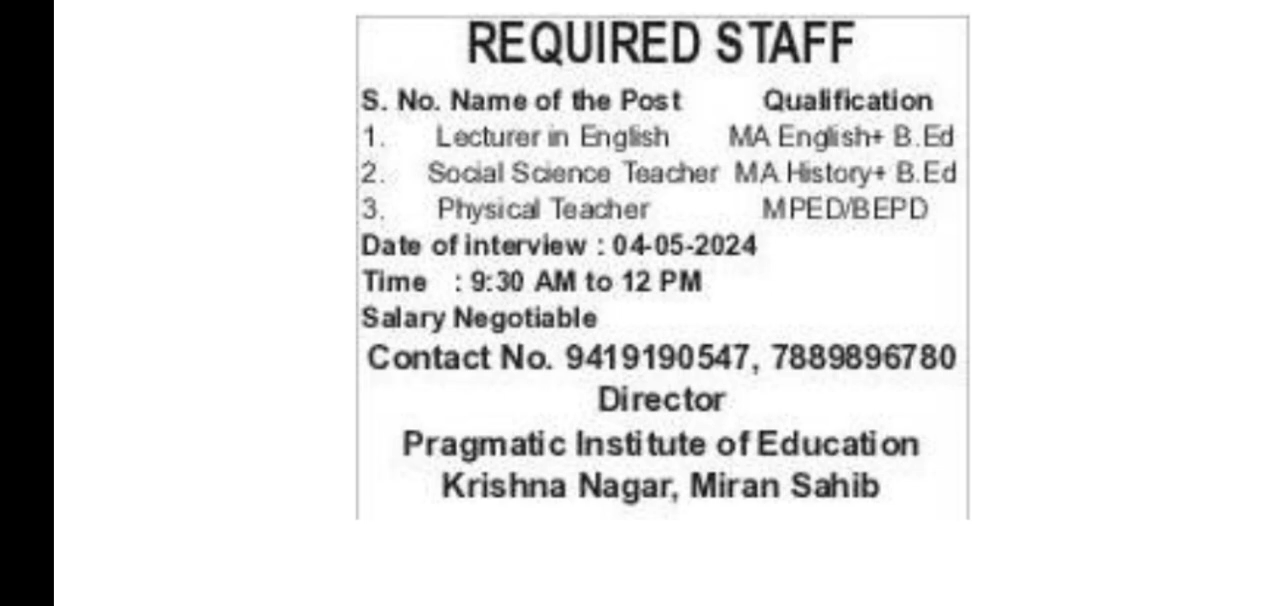 REQUIRED STAFF
S. No. Name of the Post Qualification
1. Lecturer in English MA English+ B.Ed
2. Social Science Teacher MA History+ B.Ed
3. Physical Teacher MPED/BEPD
Date of interview : 04-05-2024
Time : 9:30 AM to 12 PM
Salary Negotiable
Contact No. 9419190547, 7889896780
Director
Pragmatic Institute of Education
Krishna Nagar, Miran Sahib